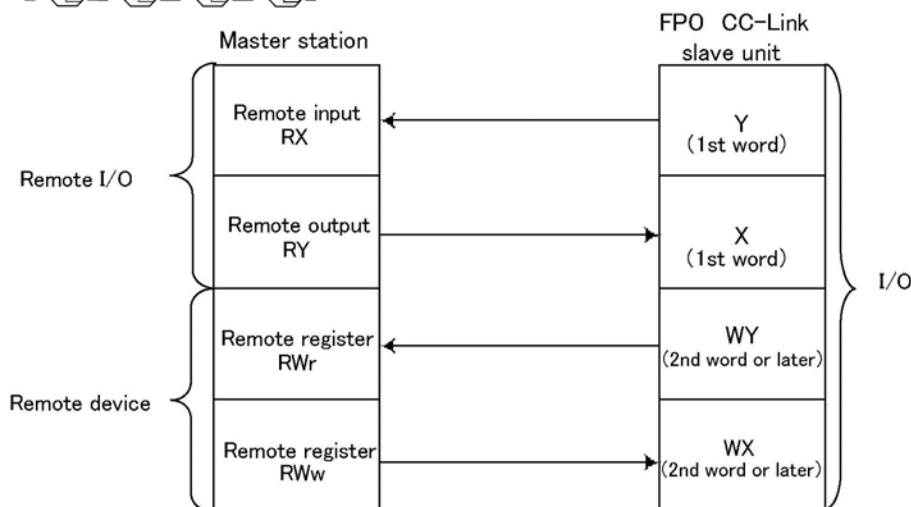 Master station
FPO CC-Link
slave unit
Remote I/O
Remote input
RX
Y
(1st word)
Remote output
RY
X
(1st word)
I/O
Remote device
Remote register
RWr
WY
(2nd word or later)
Remote register
RWw
WX
(2nd word or later)